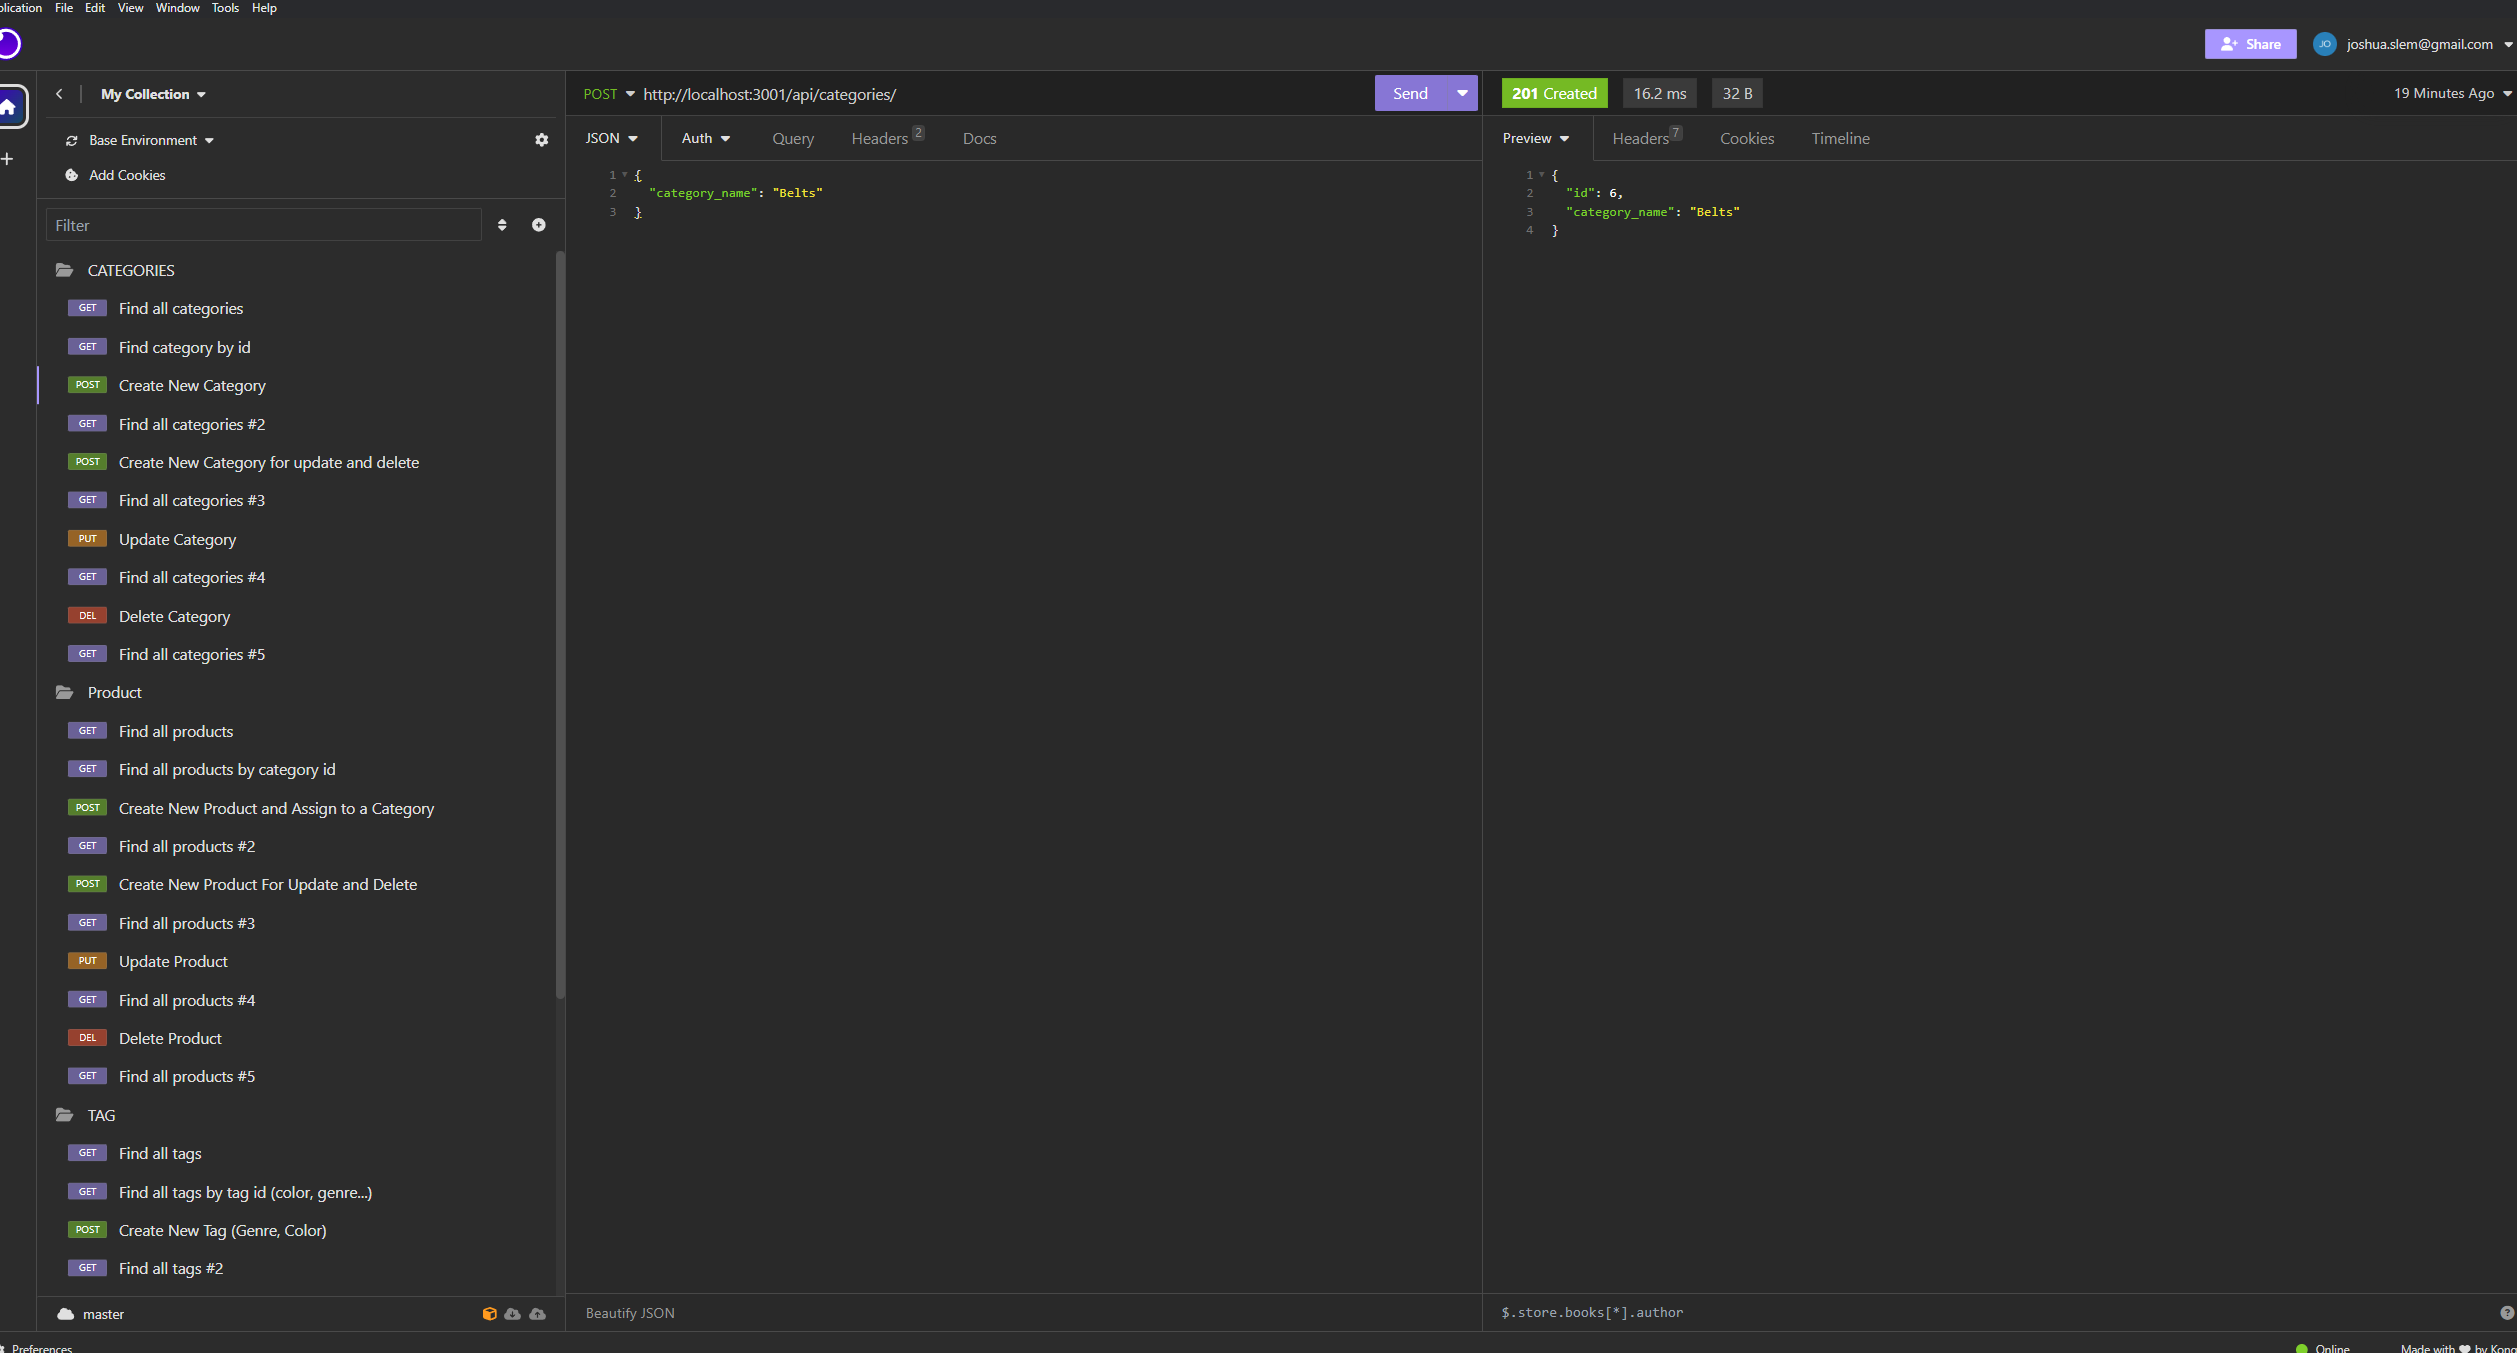 plication File Edit View Window Tools Help
Share JO joshua.slem@gmail.com
My Collection
Base Environment
Add Cookies
Filter
CATEGORIES
GET Find all categories
GET Find category by id
POST Create New Category
GET Find all categories #2
POST Create New Category for update and delete
GET Find all categories #3
PUT Update Category
GET Find all categories #4
DEL Delete Category
GET Find all categories #5
Product
GET Find all products
GET Find all products by category id
POST Create New Product and Assign to a Category
GET Find all products #2
POST Create New Product For Update and Delete
GET Find all products #3
PUT Update Product
GET Find all products #4
DEL Delete Product
GET Find all products #5
TAG
GET Find all tags
GET Find all tags by tag id (color, genre...)
POST Create New Tag (Genre, Color)
GET Find all tags #2
master
POST http://localhost:3001/api/categories/ Send
JSON Auth Query Headers 2 Docs
1 {
2 "category_name": "Belts"
3 }
Beautify JSON
201 Created 16.2 ms 32 B 19 Minutes Ago
Preview Headers 7 Cookies Timeline
1 {
2 "id": 6,
3 "category_name": "Belts"
4 }
$.store.books[*].author
Preferences Online Made with by Kong